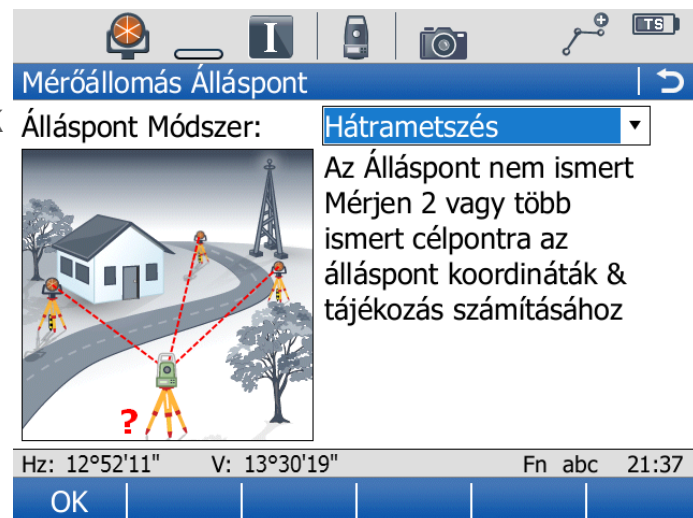 I
TS
Mérőállomás Álláspont
Álláspont Módszer:
Hátrametszés
Az Álláspont nem ismert
Mérjen 2 vagy több
ismert célpontra az
álláspont koordináták &
tájékozás számításához
?
Hz: 12°52'11" V: 13°30'19" Fn abc 21:37
OK